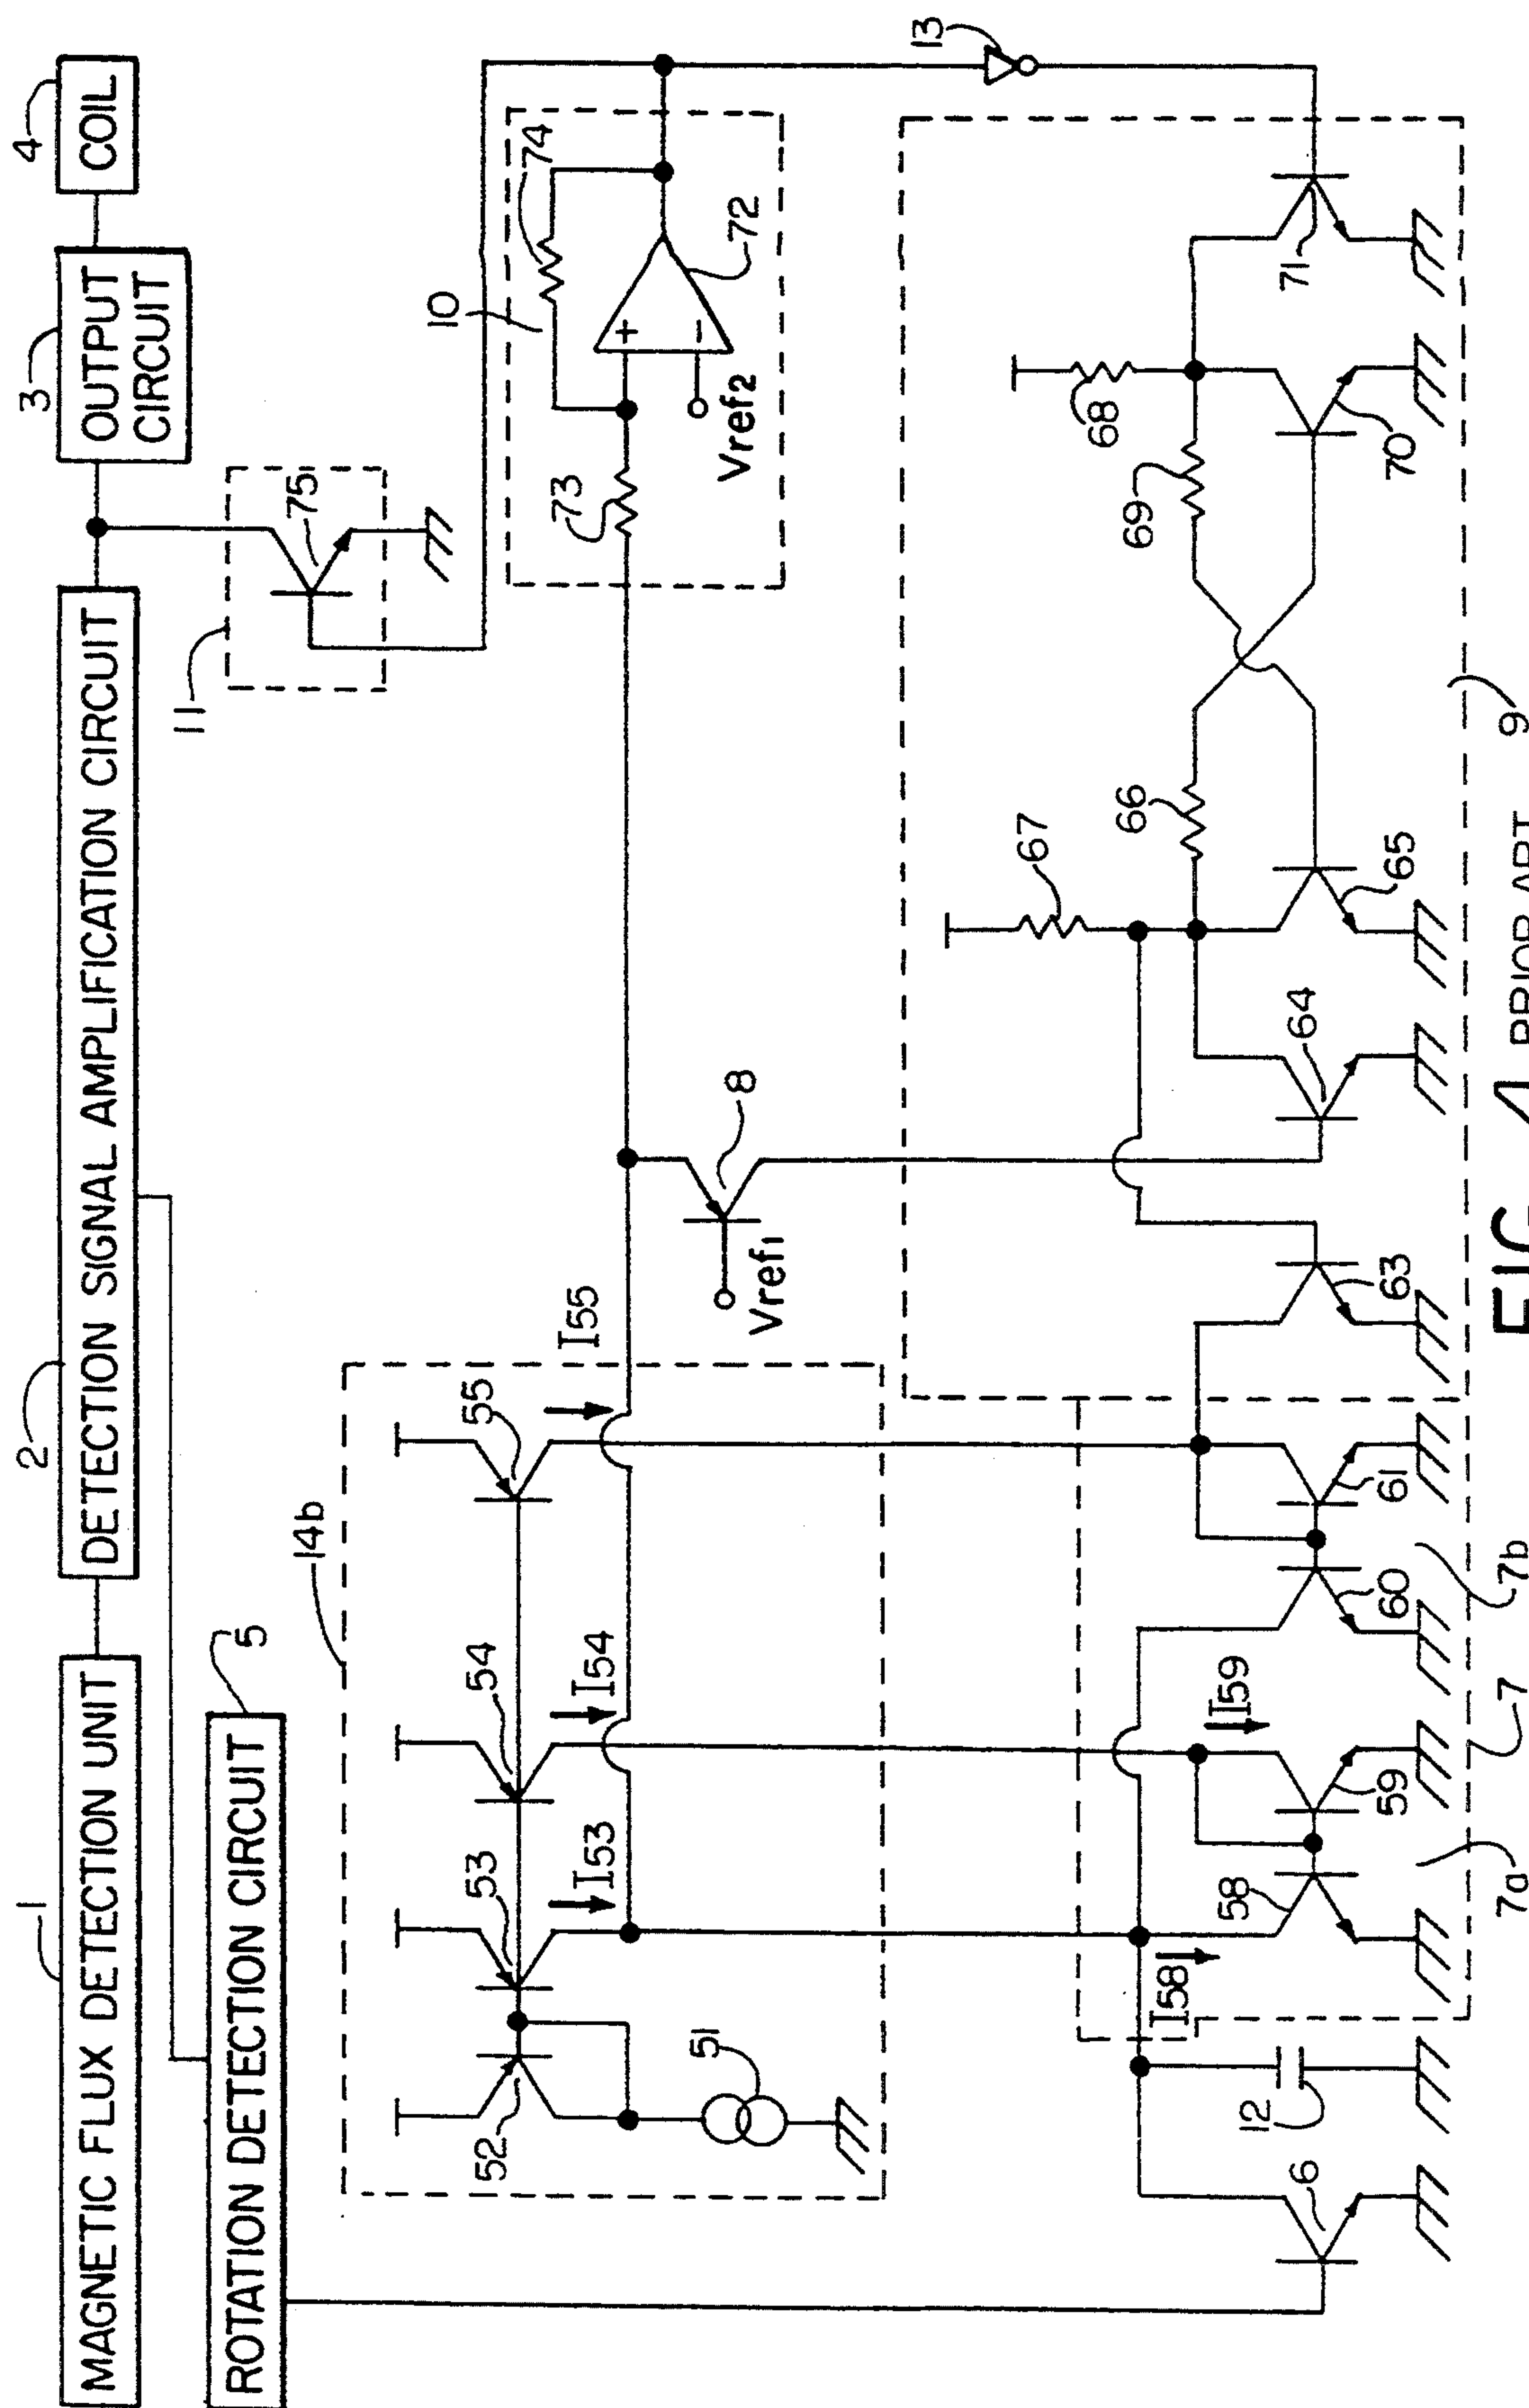 1
MAGNETIC FLUX DETECTION UNIT
2
DETECTION SIGNAL AMPLIFICATION CIRCUIT
3
OUTPUT
CIRCUIT
4
COIL
5
ROTATION DETECTION CIRCUIT
11
75
14b
52
53
54
55
51
I53
I54
I55
8
Vref1
10
73
74
72
+
-
Vref2
13
6
12
I58
58
I59
59
60
61
7a
7
7b
63
64
65
66
67
68
69
70
71
9
FIG. 4 PRIOR ART